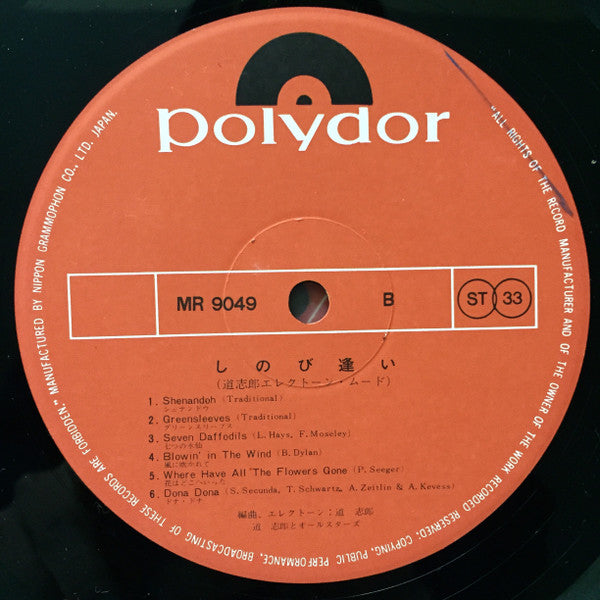 polydor
MR 9049 B ST 33
しのび逢い
(道志郎エレクトーン・ムード)
1. Shenandoh (Traditional)
シェナンドウ
2. Greensleeves (Traditional)
グリーンスリーブス
3. Seven Daffodils (L. Hays, F. Moseley)
七つの水仙
4. Blowin' in The Wind (B. Dylan)
風に吹かれて
5. Where Have All 'The Flowers Gone (P. Seeger)
花はどこへいった
6. Dona Dona (S. Secunda, T. Schwartz, A. Zeitlin & A. Kevess)
ドナ・ドナ
編曲、エレクトーン:道 志郎
道 志郎とオールスターズ
"ALL RIGHTS OF THE RECORD MANUFACTURER AND OF THE OWNER OF THE WORK RECORDED RESERVED. COPYING, PUBLIC PERFORMANCE, BROADCASTING OF THESE RECORDS ARE FORBIDDEN." MANUFACTURED BY NIPPON GRAMMOPHON CO., LTD. JAPAN.